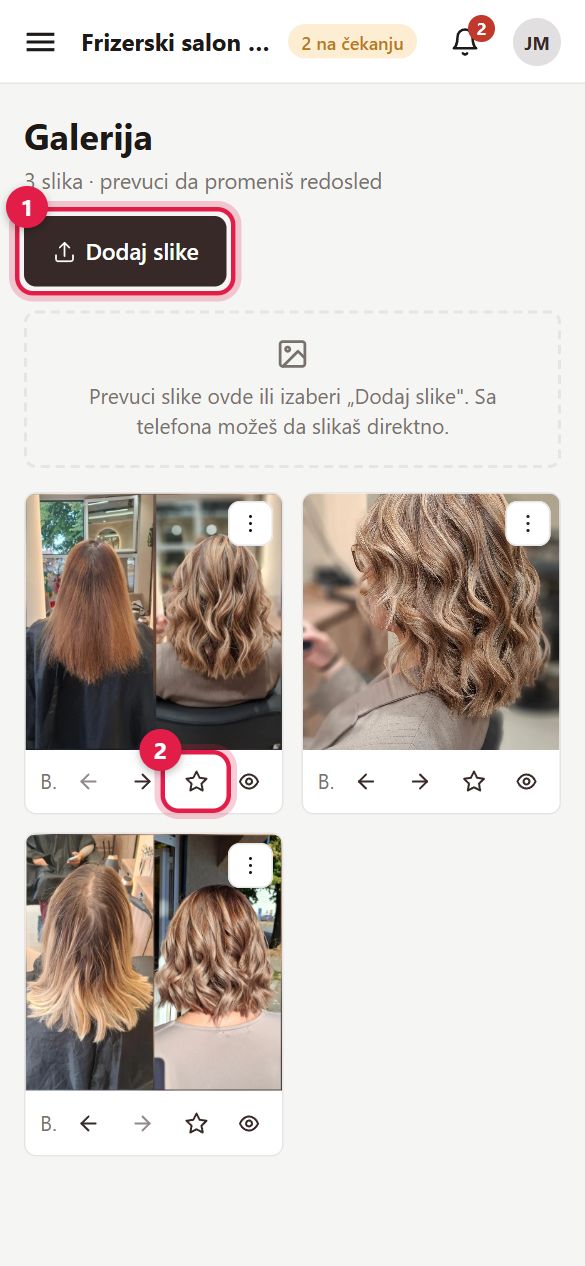 Frizerski salon ...
2 na čekanju
2
JM
Galerija
3 slika · prevuci da promeniš redosled
1
Dodaj slike
Prevuci slike ovde ili izaberi „Dodaj slike". Sa
telefona možeš da slikaš direktno.
2
B.
B.
B.